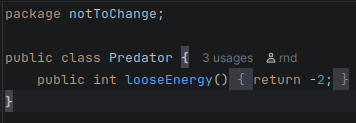 package notToChange;
public class Predator { 3 usages rnd
public int looseEnergy() { return -2; }
}